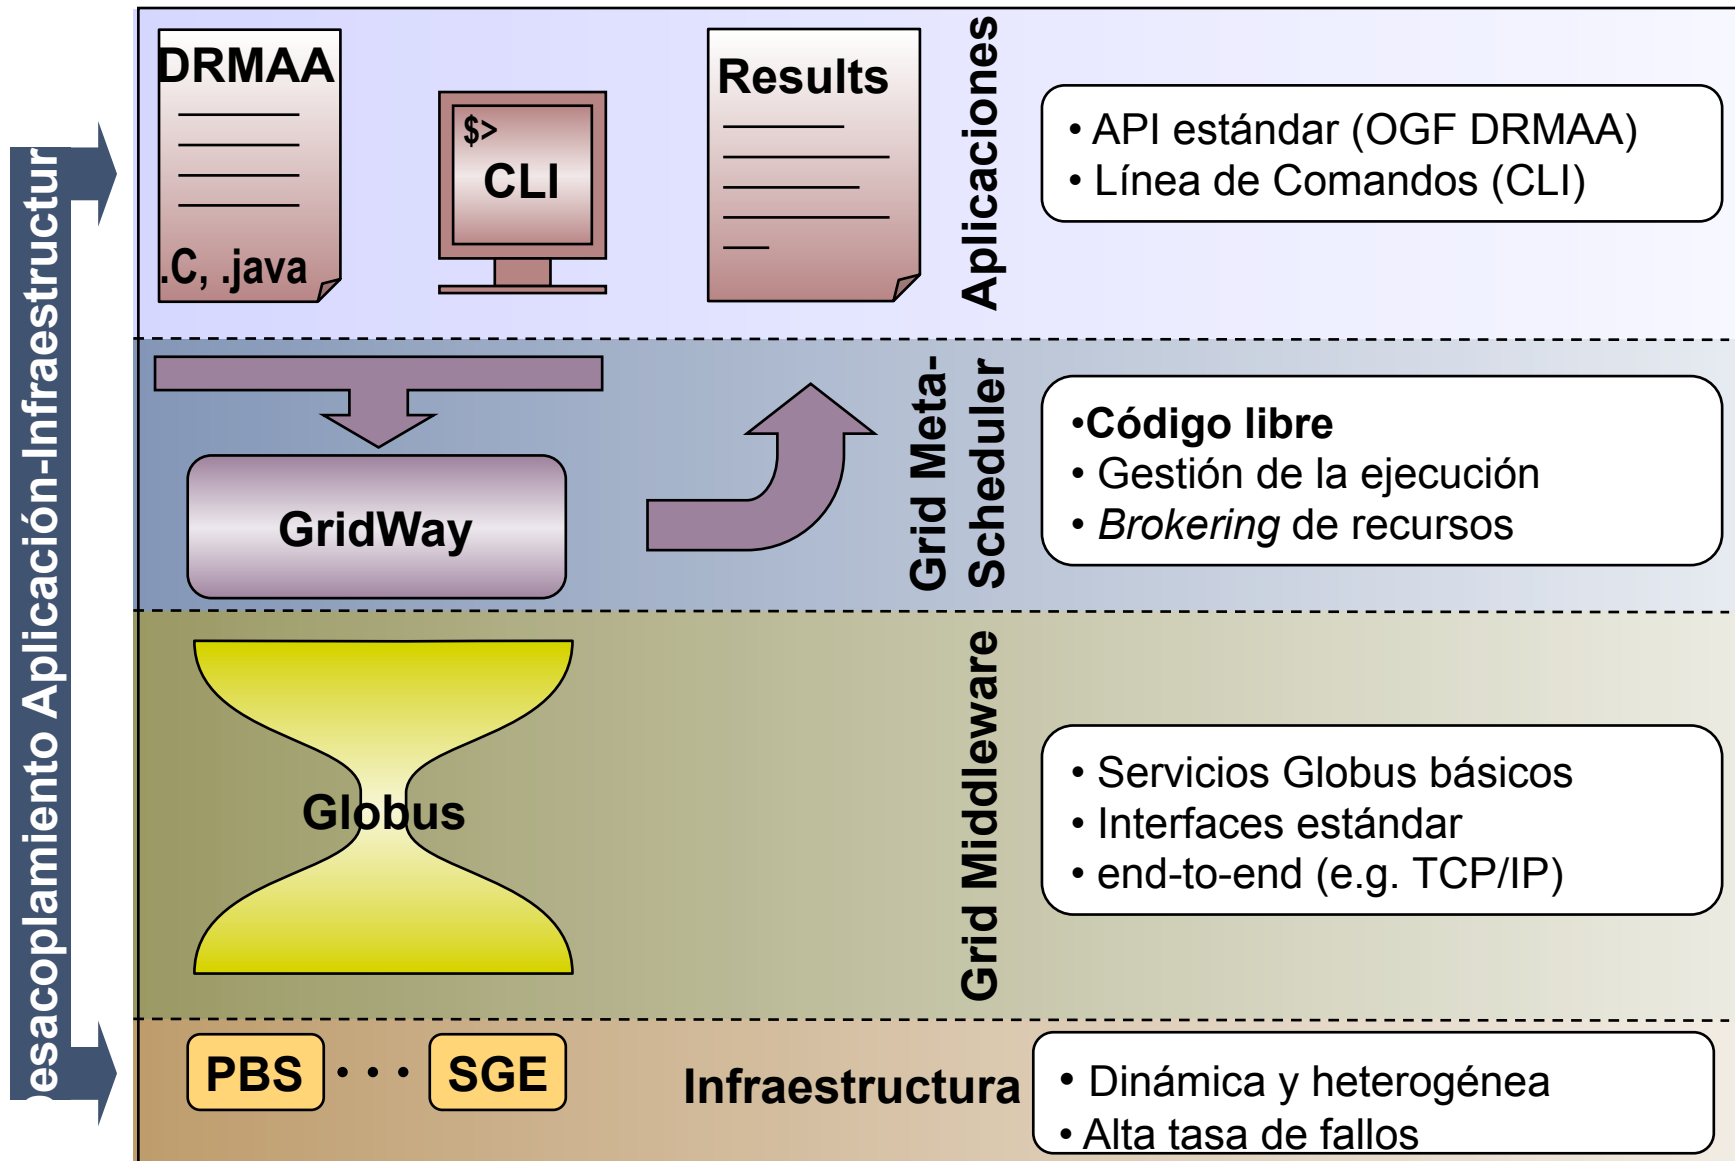 DRMAA
.C, .java
$>
CLI
Results
Aplicaciones
• API estándar (OGF DRMAA)
• Línea de Comandos (CLI)
Desacoplamiento Aplicación-Infraestructur
GridWay
Grid Meta-
Scheduler
•Código libre
• Gestión de la ejecución
• Brokering de recursos
Globus
Grid Middleware
• Servicios Globus básicos
• Interfaces estándar
• end-to-end (e.g. TCP/IP)
PBS
• • •
SGE
Infraestructura
• Dinámica y heterogénea
• Alta tasa de fallos